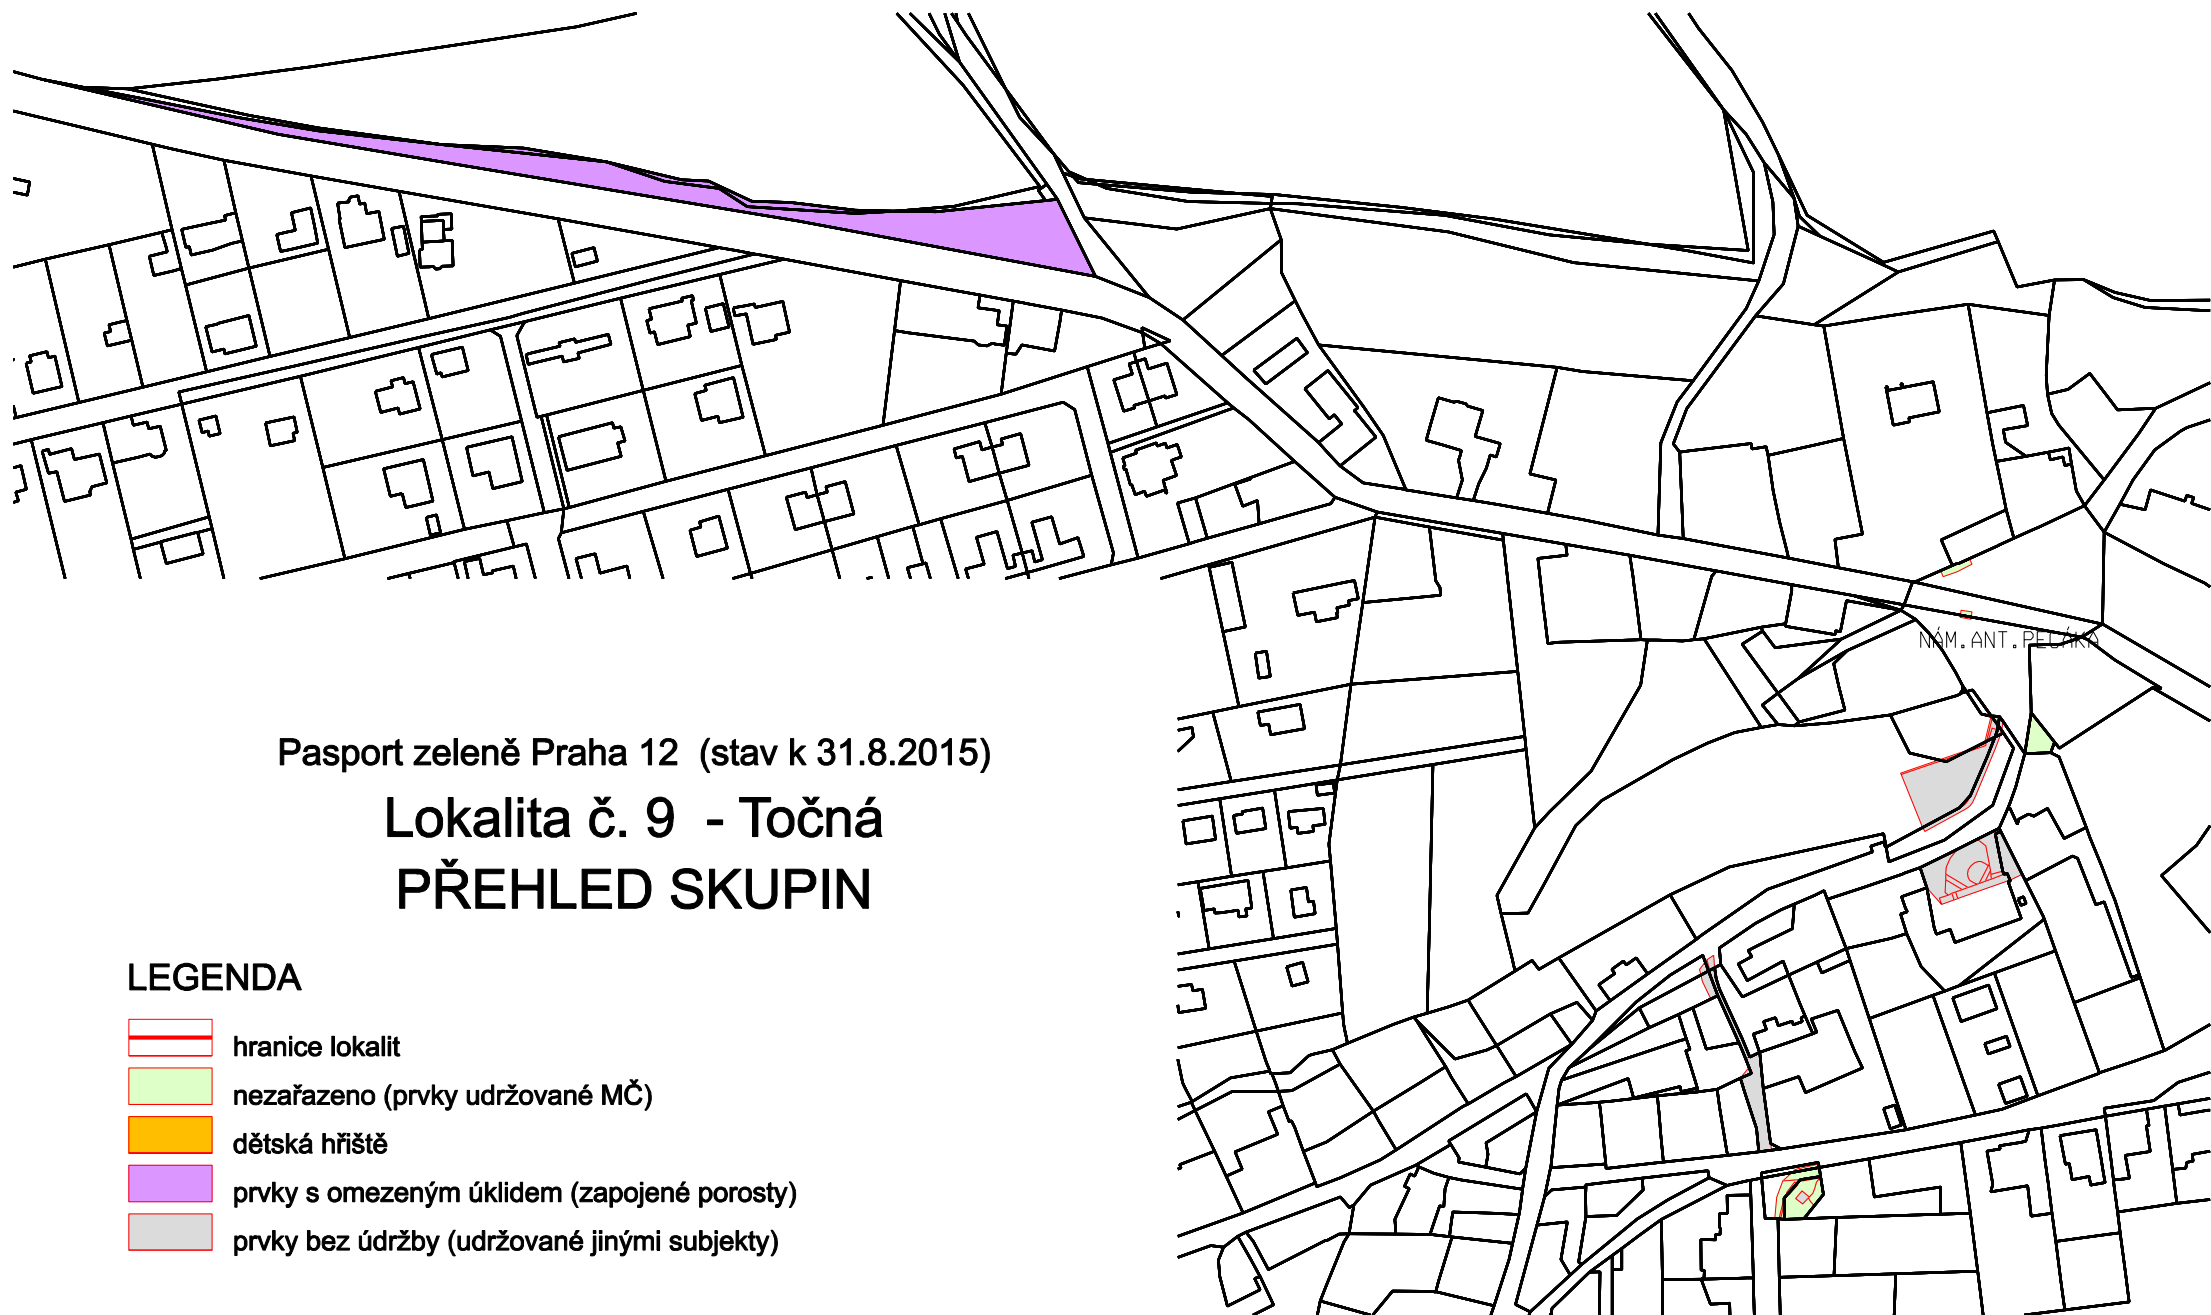 NÁM. ANT. PECÁKA
Pasport zeleně Praha 12 (stav k 31.8.2015)
Lokalita č. 9 - Točná
PŘEHLED SKUPIN
LEGENDA
hranice lokalit
nezařazeno (prvky udržované MČ)
dětská hřiště
prvky s omezeným úklidem (zapojené porosty)
prvky bez údržby (udržované jinými subjekty)